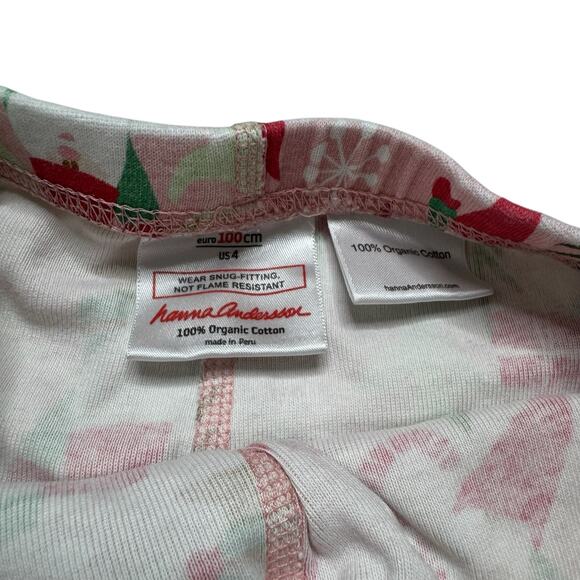 euro 100cm
US 4
WEAR SNUG-FITTING,
NOT FLAME RESISTANT
hanna Andersson
100% Organic Cotton
made in Peru
100% Organic Cotton
hannaAndersson.com